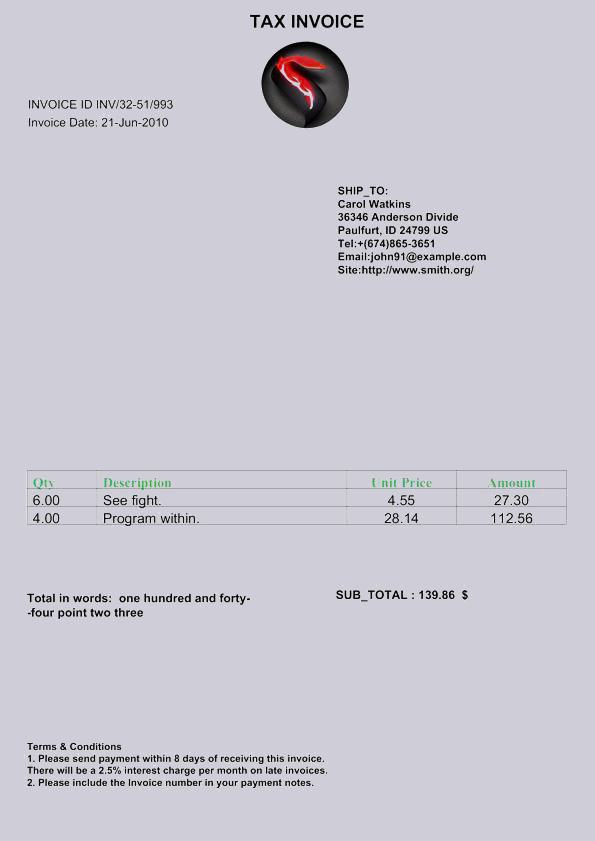 TAX INVOICE
INVOICE ID INV/32-51/993
Invoice Date: 21-Jun-2010
SHIP_TO:
Carol Watkins
36346 Anderson Divide
Paulfurt, ID 24799 US
Tel:+(674)865-3651
Email:john91@example.com
Site:http://www.smith.org/
Qty Description Unit Price Amount
6.00 See fight. 4.55 27.30
4.00 Program within. 28.14 112.56
Total in words: one hundred and forty-
-four point two three
SUB_TOTAL : 139.86 $
Terms & Conditions
1. Please send payment within 8 days of receiving this invoice.
There will be a 2.5% interest charge per month on late invoices.
2. Please include the Invoice number in your payment notes.